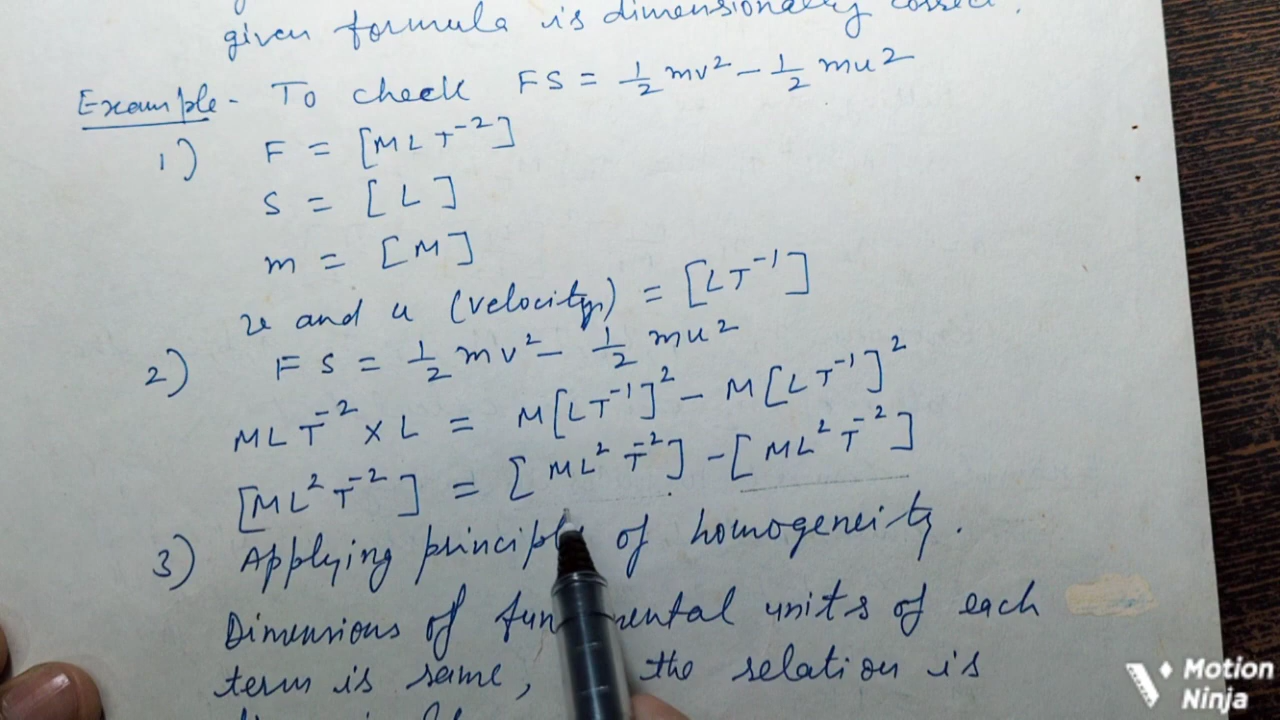 given formula is dimensionally correct.
Example - To check FS = 1/2 mv² - 1/2 mu²
1) F = [MLT⁻²]
S = [L]
m = [M]
v and u (velocity) = [LT⁻¹]
2) FS = 1/2 mv² - 1/2 mu²
MLT⁻² × L = M[LT⁻¹]² - M[LT⁻¹]²
[ML²T⁻²] = [ML²T⁻²] - [ML²T⁻²]
3) Applying principle of homogeneity.
Dimensions of units of each
term is same, the relation is
Motion
Ninja